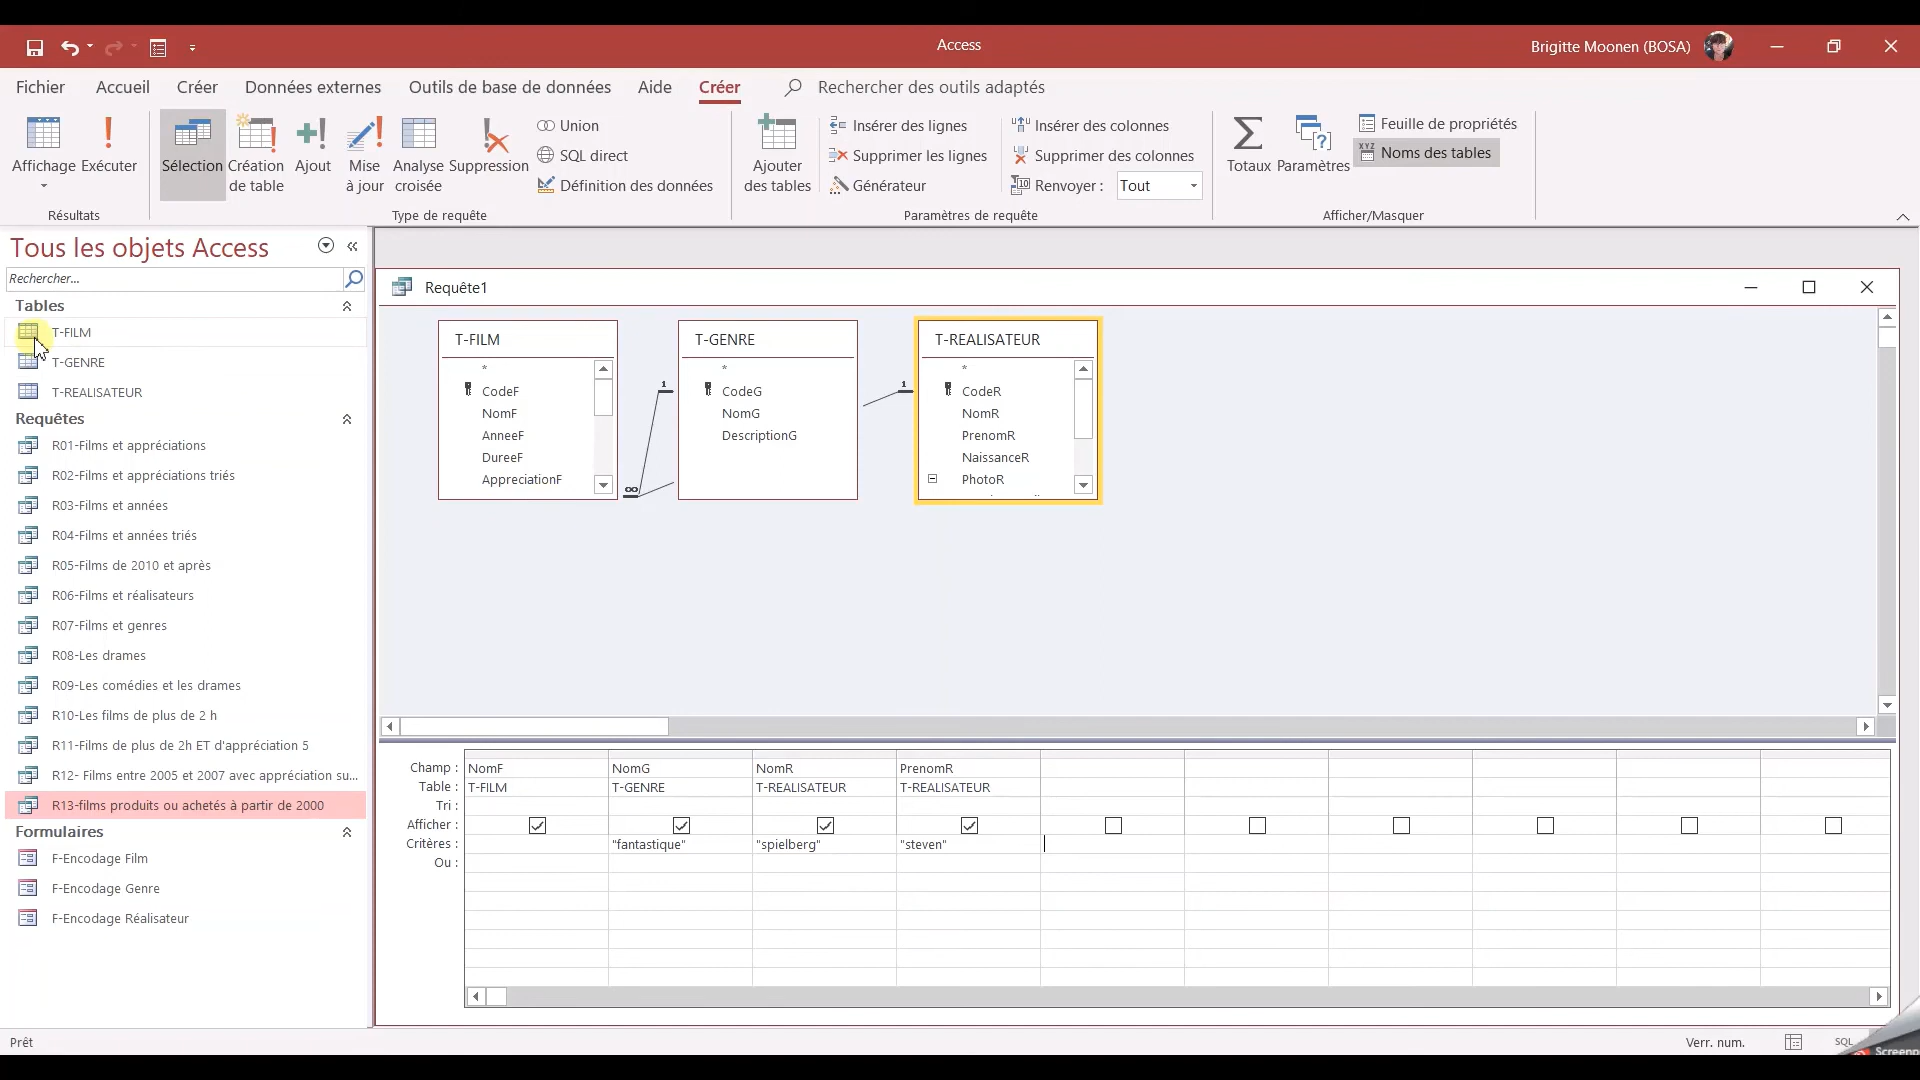 Access
Brigitte Moonen (BOSA)
Fichier Accueil Créer Données externes Outils de base de données Aide Créer Rechercher des outils adaptés
Affichage Exécuter
Résultats
Sélection
Création de table
Ajout
Mise à jour
Analyse croisée
Suppression
Union
SQL direct
Définition des données
Type de requête
Ajouter des tables
Insérer des lignes
Supprimer les lignes
Générateur
Insérer des colonnes
Supprimer des colonnes
Renvoyer : Tout
Paramètres de requête
Totaux Paramètres
Feuille de propriétés
Noms des tables
Afficher/Masquer
Tous les objets Access
Rechercher...
Tables
T-FILM
T-GENRE
T-REALISATEUR
Requêtes
R01-Films et appréciations
R02-Films et appréciations triés
R03-Films et années
R04-Films et années triés
R05-Films de 2010 et après
R06-Films et réalisateurs
R07-Films et genres
R08-Les drames
R09-Les comédies et les drames
R10-Les films de plus de 2 h
R11-Films de plus de 2h ET d'appréciation 5
R12- Films entre 2005 et 2007 avec appréciation su...
R13-films produits ou achetés à partir de 2000
Formulaires
F-Encodage Film
F-Encodage Genre
F-Encodage Réalisateur
Requête1
T-FILM
*
CodeF
NomF
AnneeF
DureeF
AppreciationF
∞
1
T-GENRE
*
CodeG
NomG
DescriptionG
1
T-REALISATEUR
*
CodeR
NomR
PrenomR
NaissanceR
PhotoR
Champ : NomF NomG NomR PrenomR
Table : T-FILM T-GENRE T-REALISATEUR T-REALISATEUR
Tri :
Afficher :
Critères : "fantastique" "spielberg" "steven"
Ou :
Prêt
Verr. num.
SQL